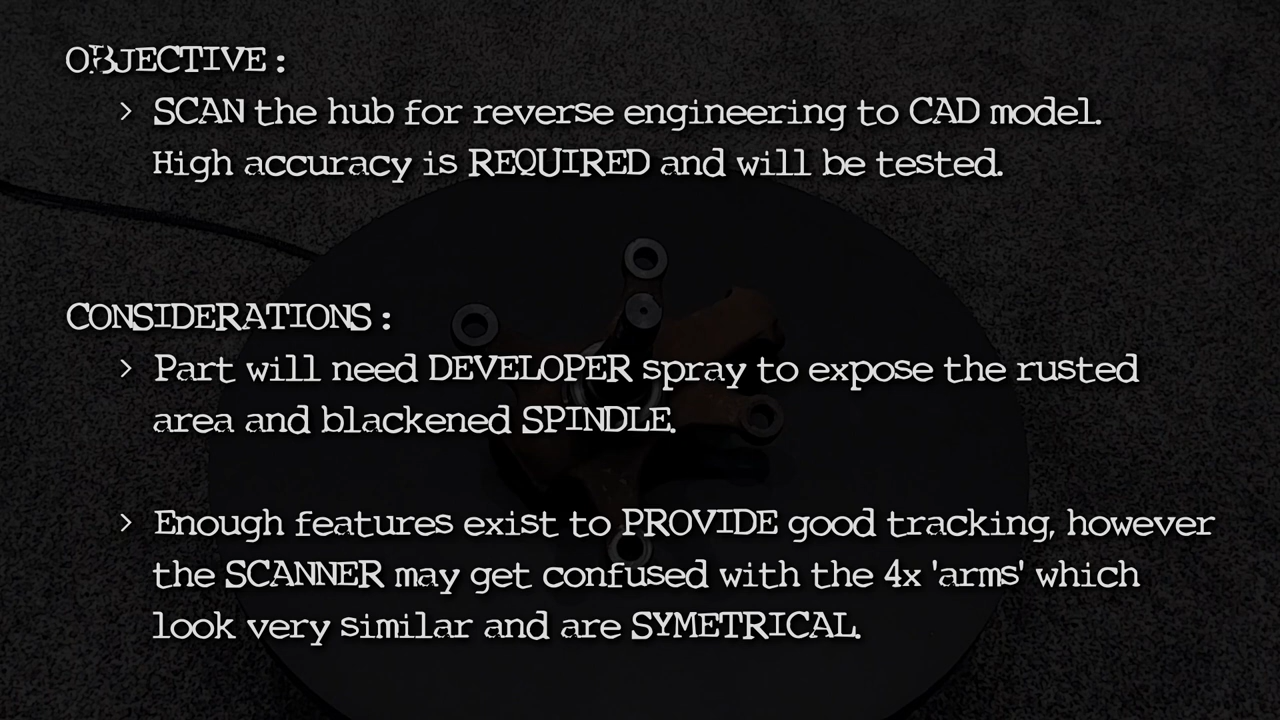 OBJECTIVE :
> SCAN the hub for reverse engineering to CAD model.
High accuracy is REQUIRED and will be tested.
CONSIDERATIONS :
> Part will need DEVELOPER spray to expose the rusted
area and blackened SPINDLE.
> Enough features exist to PROVIDE good tracking, however
the SCANNER may get confused with the 4x 'arms' which
look very similar and are SYMETRICAL.